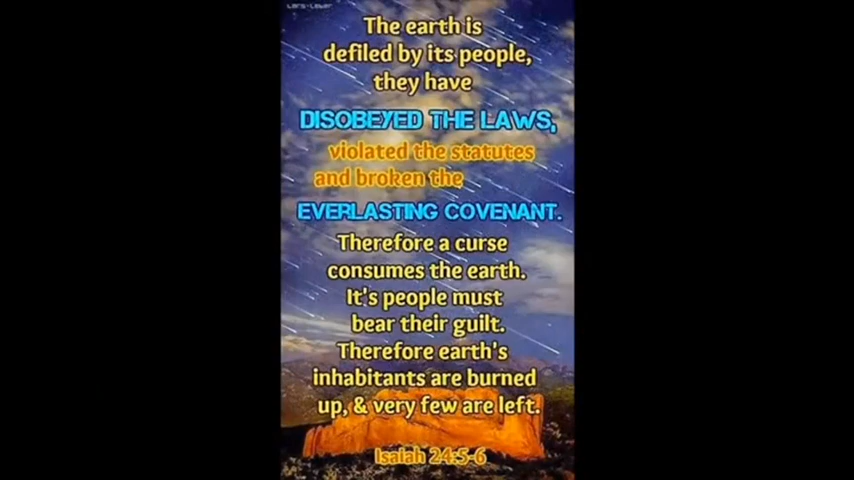 The earth is
defiled by its people,
they have
DISOBEYED THE LAWS,
violated the statutes
and broken the
EVERLASTING COVENANT.
Therefore a curse
consumes the earth.
It's people must
bear their guilt.
Therefore earth's
inhabitants are burned
up, & very few are left.
Isaiah 24:5-6